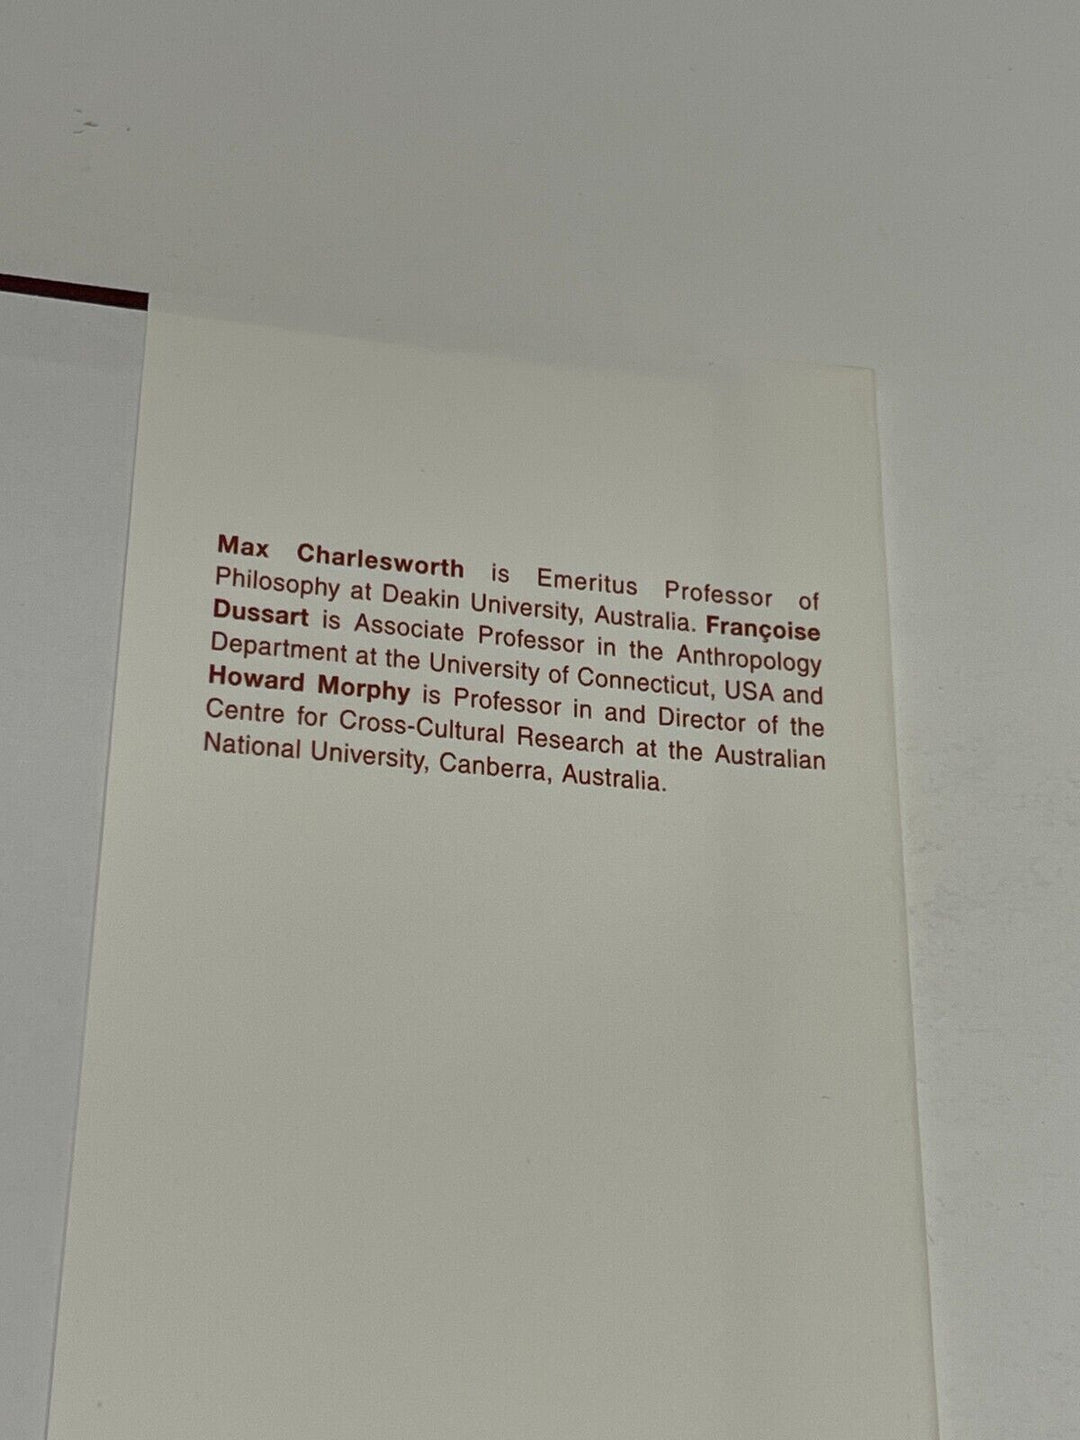 Max Charlesworth is Emeritus Professor of
Philosophy at Deakin University, Australia. Françoise
Dussart is Associate Professor in the Anthropology
Department at the University of Connecticut, USA and
Howard Morphy is Professor in and Director of the
Centre for Cross-Cultural Research at the Australian
National University, Canberra, Australia.